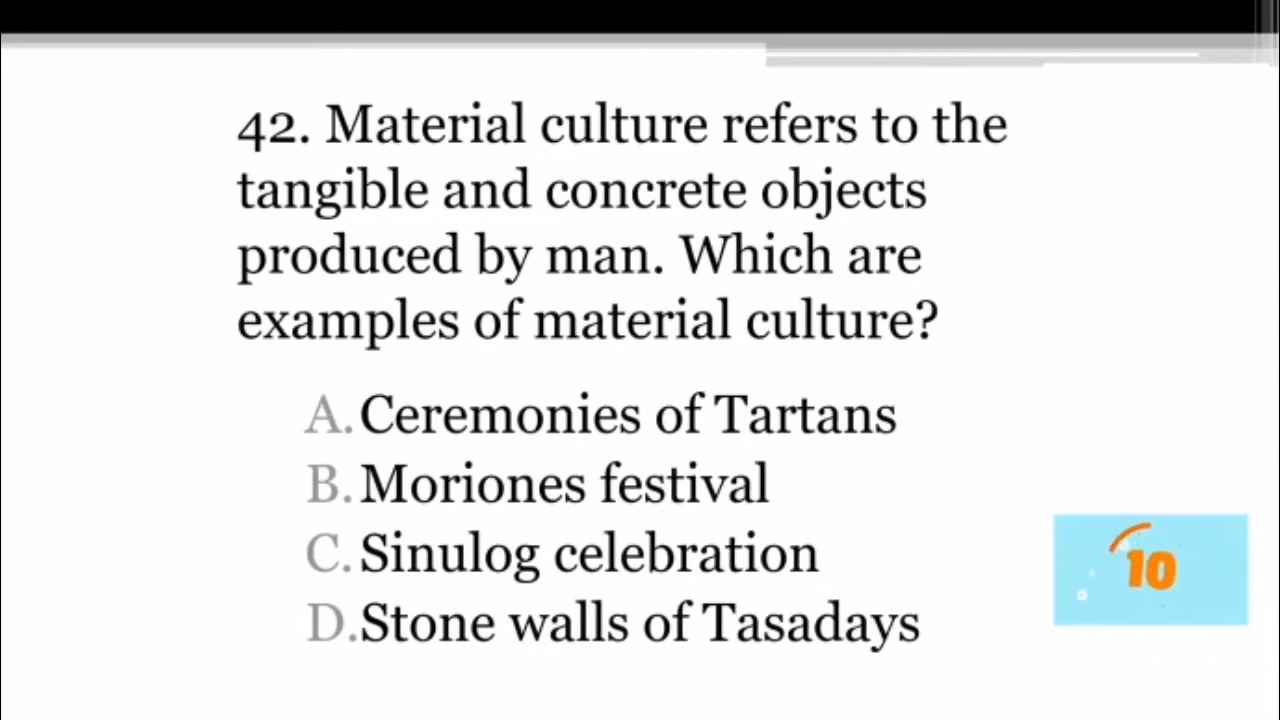 42. Material culture refers to the
tangible and concrete objects
produced by man. Which are
examples of material culture?
A. Ceremonies of Tartans
B. Moriones festival
C. Sinulog celebration
D. Stone walls of Tasadays
10